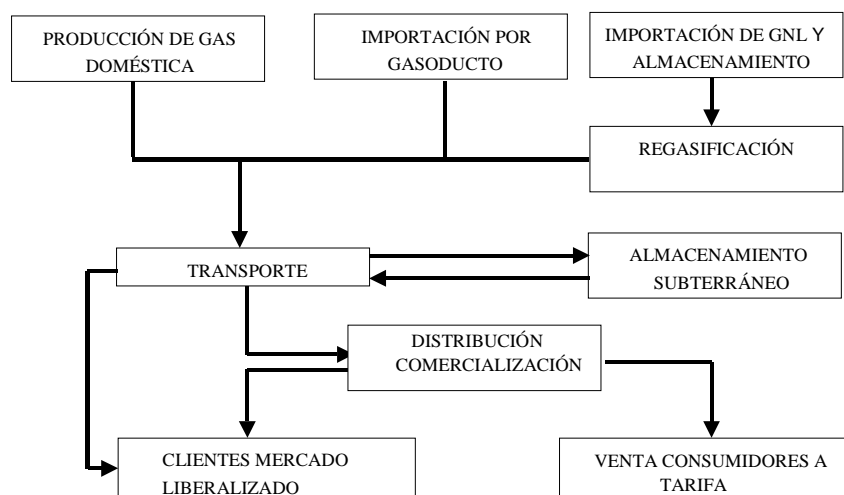 PRODUCCIÓN DE GAS
DOMÉSTICA
IMPORTACIÓN POR
GASODUCTO
IMPORTACIÓN DE GNL Y
ALMACENAMIENTO
REGASIFICACIÓN
TRANSPORTE
ALMACENAMIENTO
SUBTERRÁNEO
DISTRIBUCIÓN
COMERCIALIZACIÓN
CLIENTES MERCADO
LIBERALIZADO
VENTA CONSUMIDORES A
TARIFA